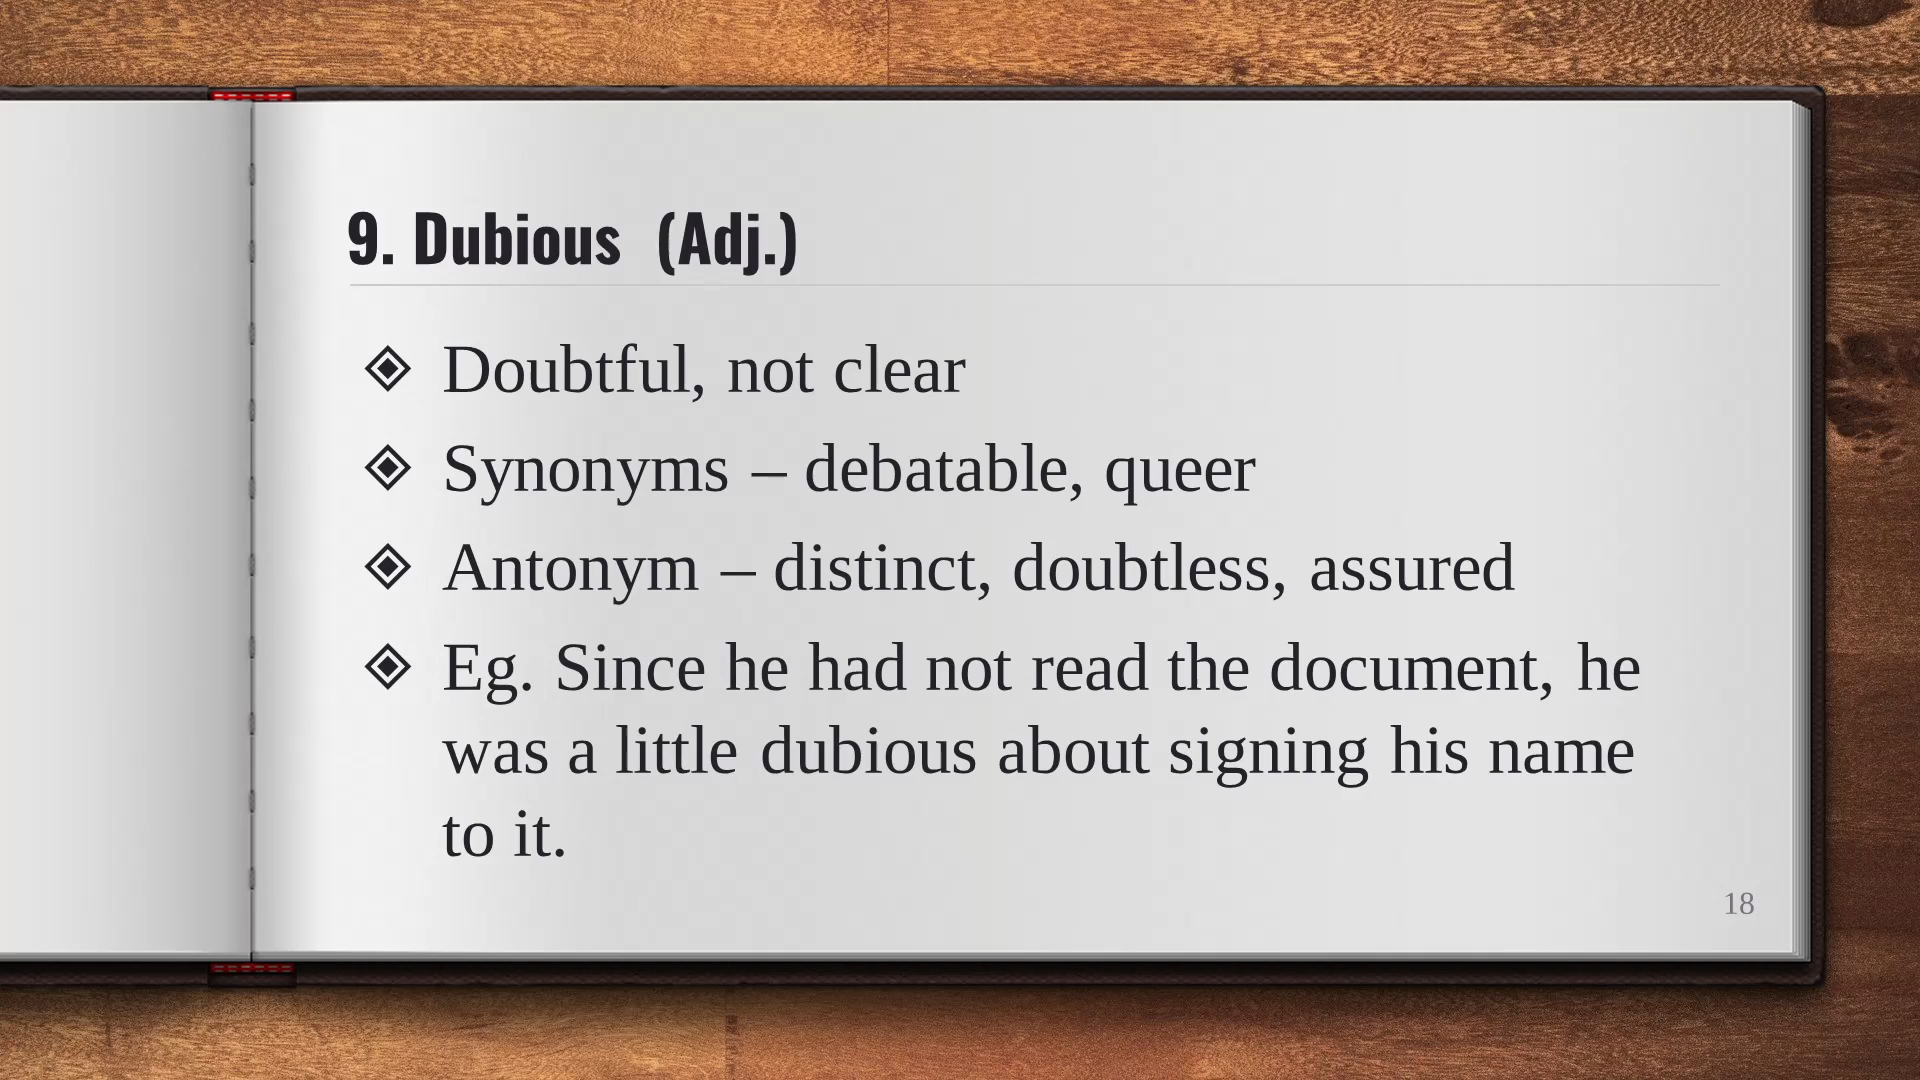 9. Dubious (Adj.)
Doubtful, not clear
Synonyms – debatable, queer
Antonym – distinct, doubtless, assured
Eg. Since he had not read the document, he
was a little dubious about signing his name
to it.
18